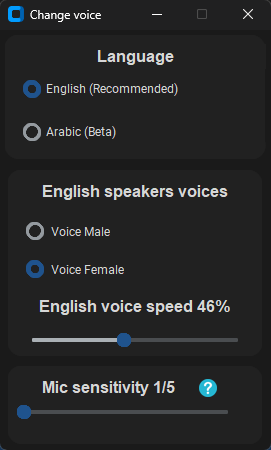 Change voice
Language
English (Recommended)
Arabic (Beta)
English speakers voices
Voice Male
Voice Female
English voice speed 46%
Mic sensitivity 1/5 ?